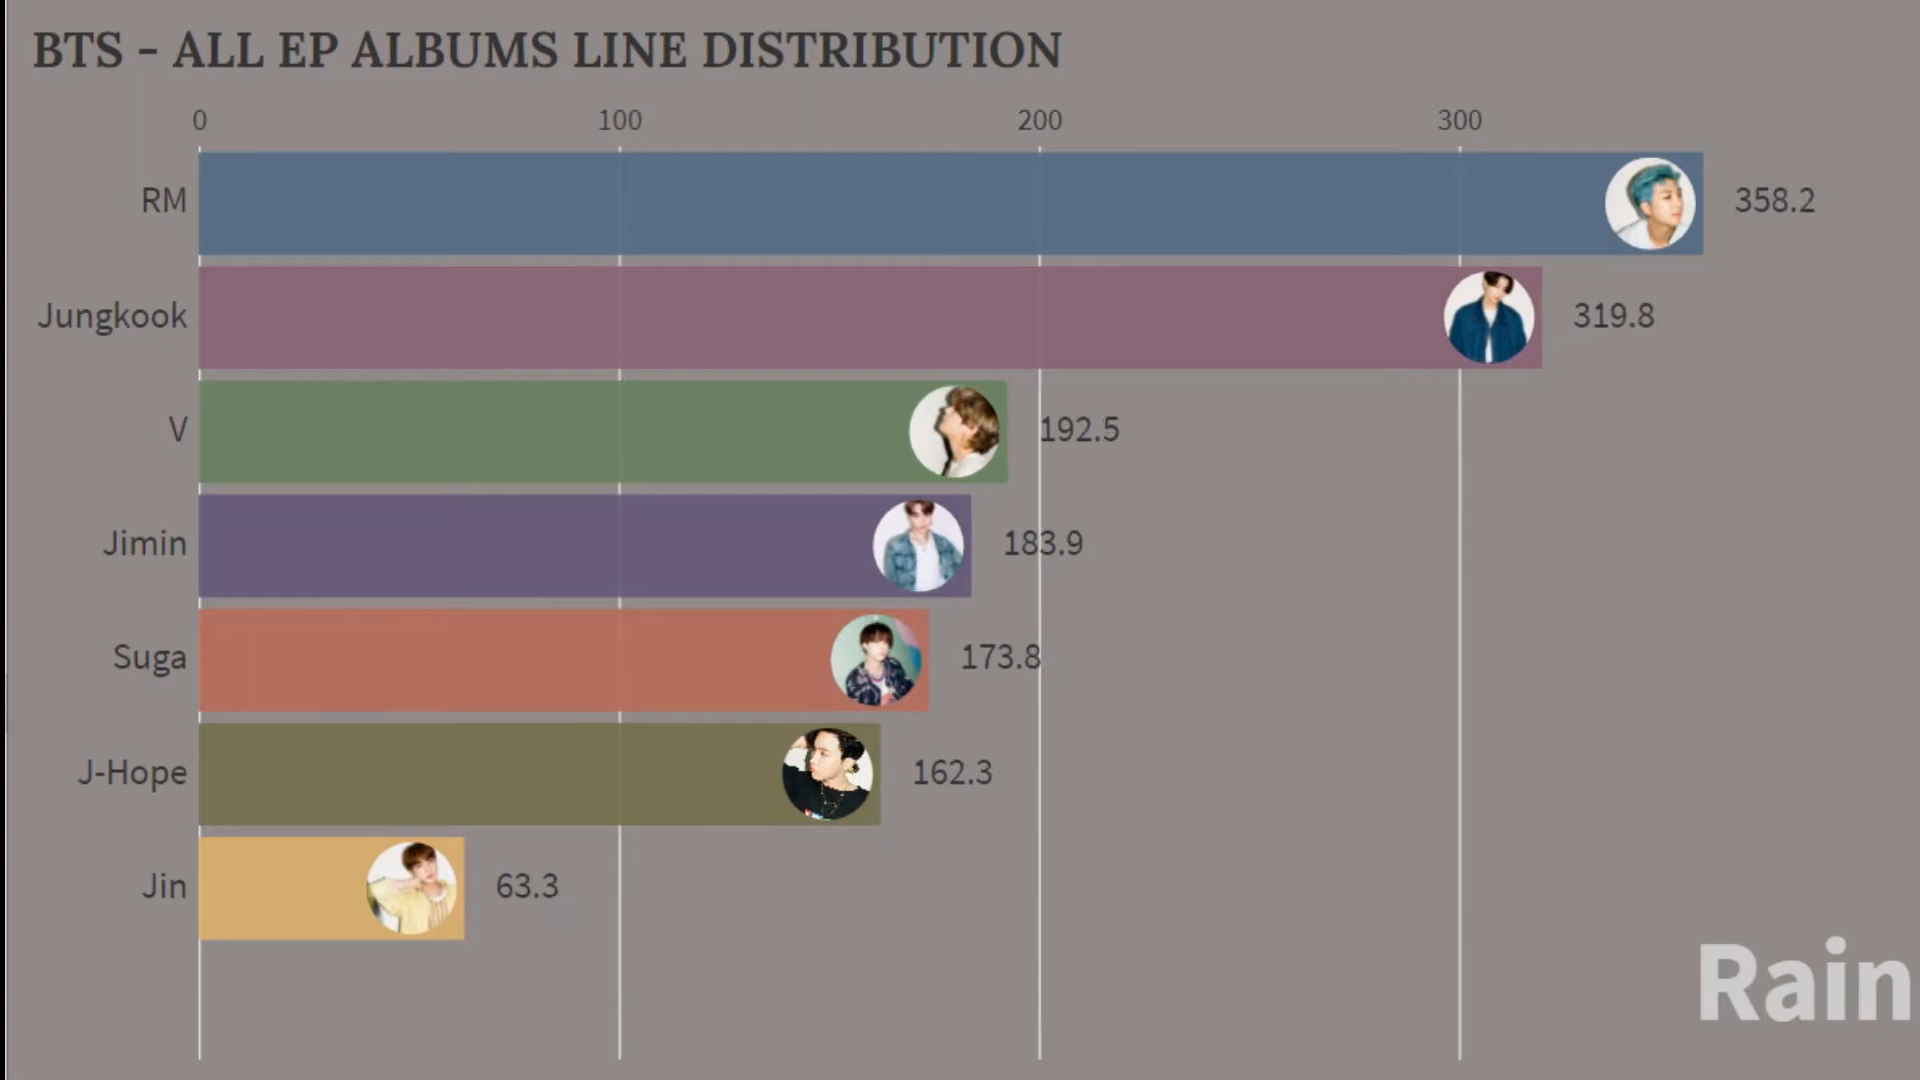 BTS - ALL EP ALBUMS LINE DISTRIBUTION
0 100 200 300
RM 358.2
Jungkook 319.8
V 192.5
Jimin 183.9
Suga 173.8
J-Hope 162.3
Jin 63.3
Rain